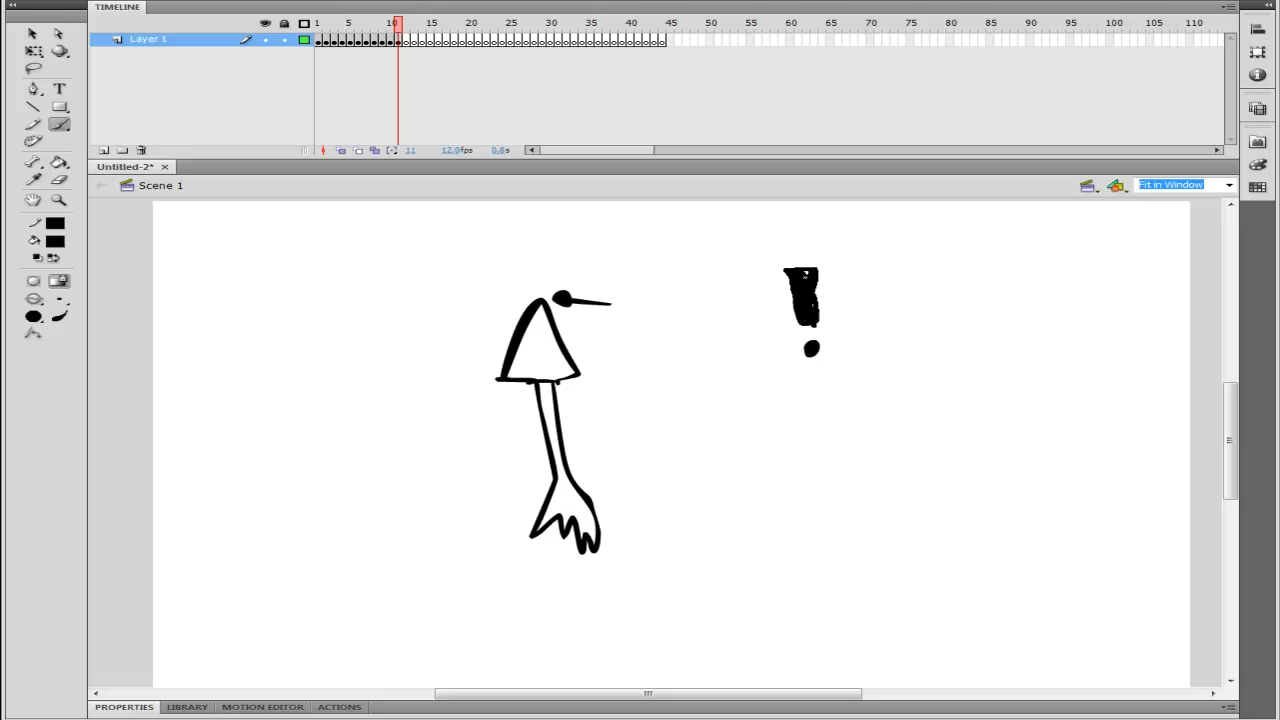 TIMELINE
1 5 10 15 20 25 30 35 40 45 50 55 60 65 70 75 80 85 90 95 100 105 110
Layer 1
11 12.0fps 0.8s
Untitled-2*
Scene 1
Fit in Window
T
!
PROPERTIES LIBRARY MOTION EDITOR ACTIONS